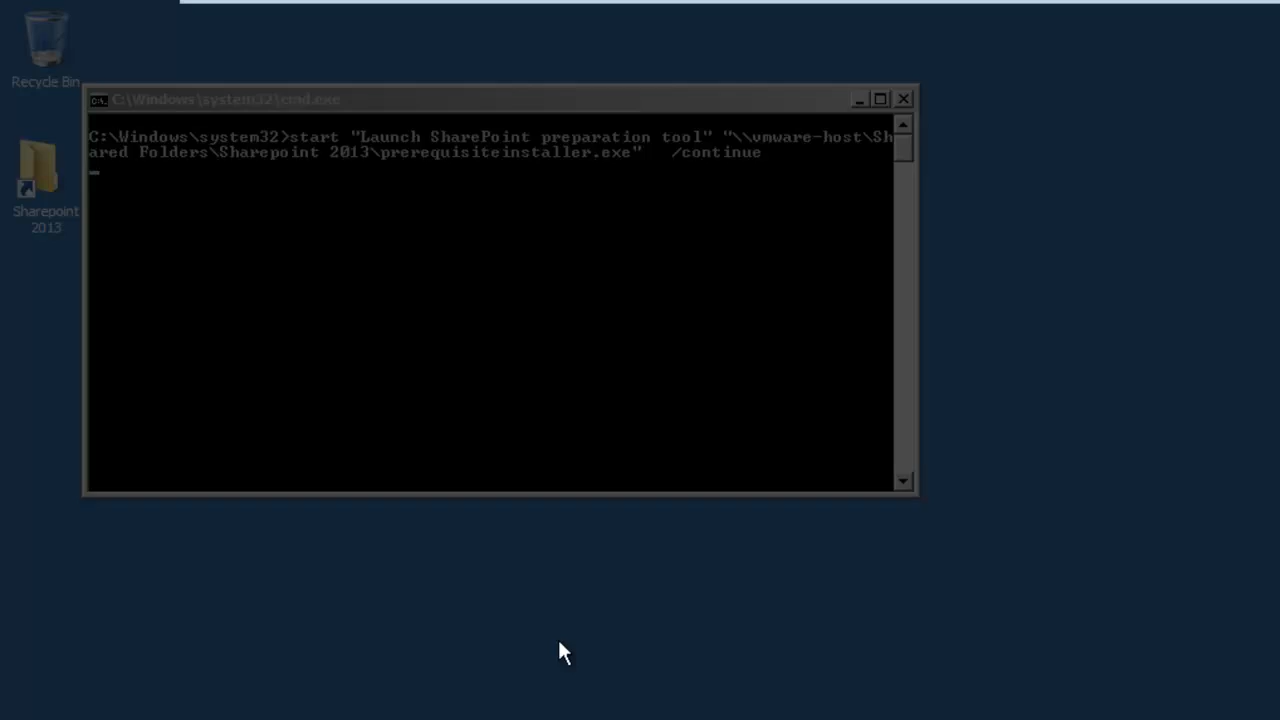 Recycle Bin
C:\Windows\system32\cmd.exe
C:\Windows\system32>start "Launch SharePoint preparation tool" "\\vmware-host\Sh
ared Folders\Sharepoint 2013\prerequisiteinstaller.exe"   /continue
Sharepoint
2013